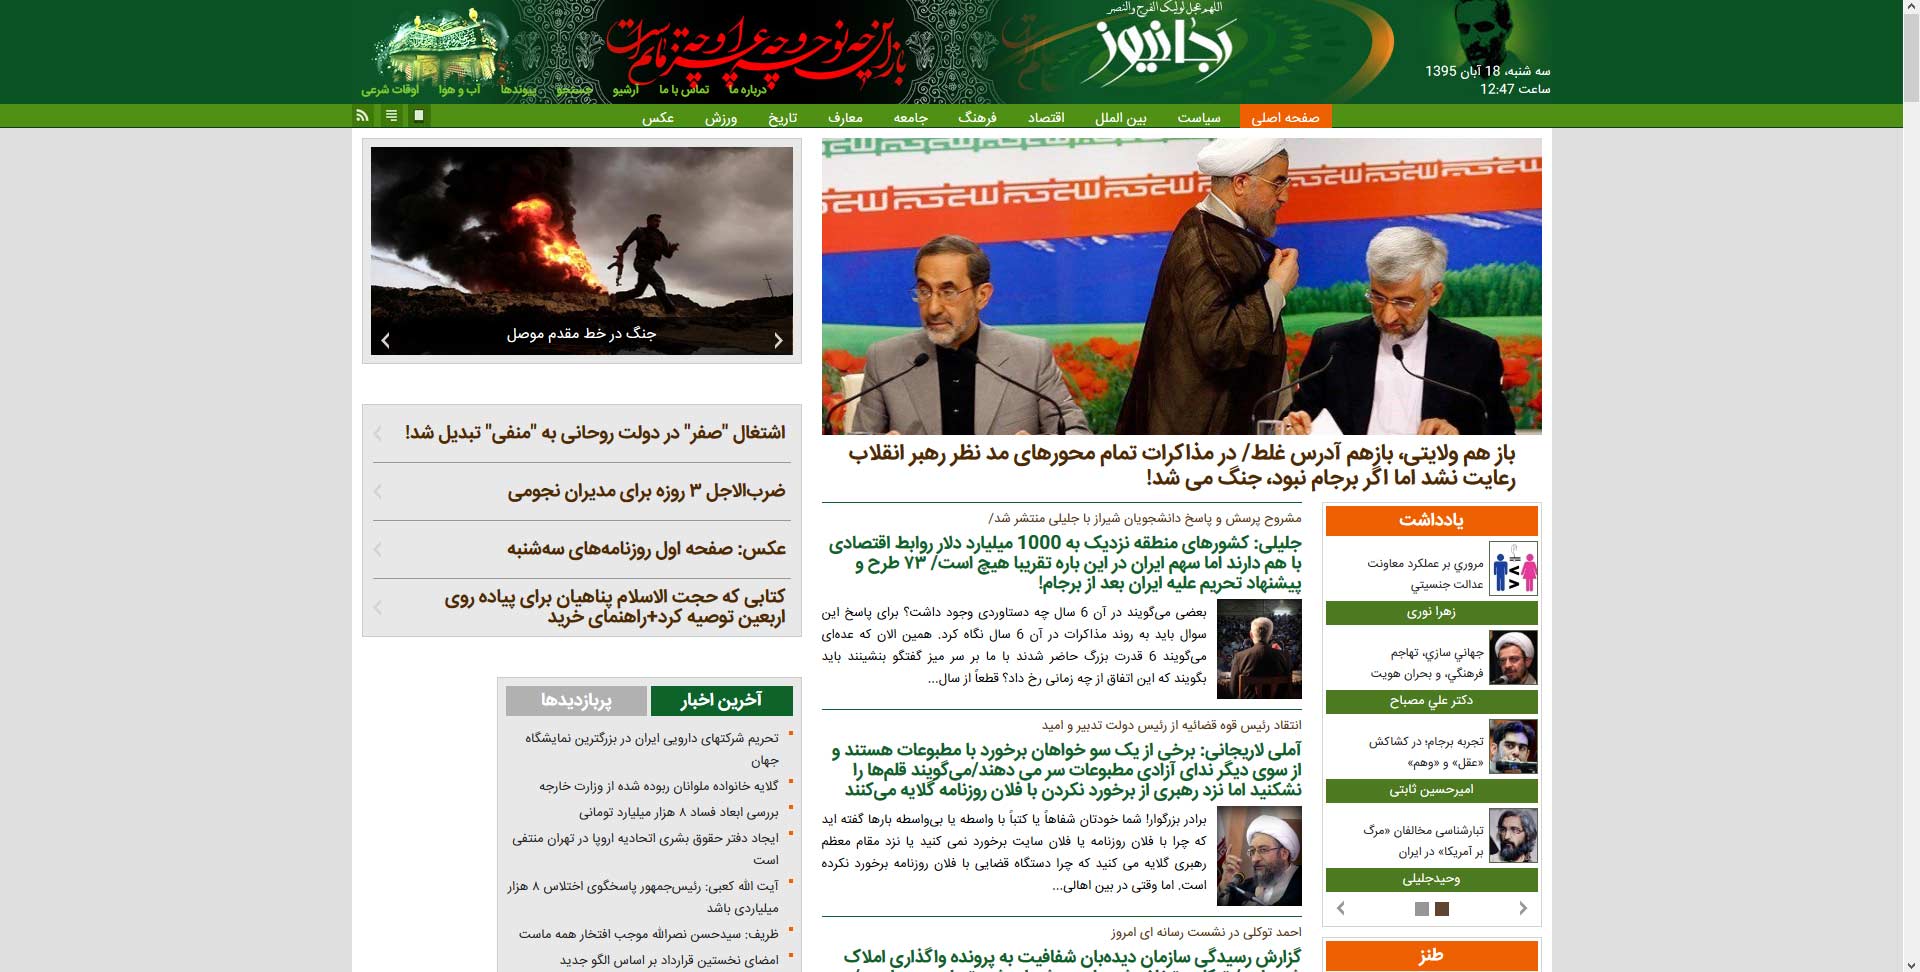 اللهم عجل لولیک الفرج والنصر
رجانیوز
سه شنبه، 18 آبان 1395
ساعت 12:47
درباره ما
تماس با ما
آرشیو
جستجو
پیوندها
آب و هوا
اوقات شرعی
صفحه اصلی
سیاست
بین الملل
اقتصاد
فرهنگ
جامعه
معارف
تاریخ
ورزش
عکس
باز هم ولایتی، بازهم آدرس غلط/ در مذاکرات تمام محورهای مد نظر رهبر انقلاب
رعایت نشد اما اگر برجام نبود، جنگ می شد!
یادداشت
مروري بر عملکرد معاونت
عدالت جنسيتي
زهرا نوری
جهاني سازي، تهاجم
فرهنگي، و بحران هويت
دکتر علي مصباح
تجربه برجام؛ در کشاکش
«عقل» و «وهم»
امیرحسین ثابتی
تبارشناسی مخالفان «مرگ
بر آمریکا» در ایران
وحیدجلیلی
طنز
مشروح پرسش و پاسخ دانشجویان شیراز با جلیلی منتشر شد/
جلیلی: کشورهای منطقه نزدیک به 1000 میلیارد دلار روابط اقتصادی
با هم دارند اما سهم ایران در این باره تقریبا هیچ است/ ۷۳ طرح و
پیشنهاد تحریم علیه ایران بعد از برجام!
بعضی می‌گویند در آن 6 سال چه دستاوردی وجود داشت؟ برای پاسخ این
سوال باید به روند مذاکرات در آن 6 سال نگاه کرد. همین الان که عده‌ای
می‌گویند 6 قدرت بزرگ حاضر شدند با ما بر سر میز گفتگو بنشینند باید
بگویند که این اتفاق از چه زمانی رخ داد؟ قطعاً از سال...
انتقاد رئیس قوه قضائیه از رئیس دولت تدبیر و امید
آملی لاریجانی: برخی از یک سو خواهان برخورد با مطبوعات هستند و
از سوی دیگر ندای آزادی مطبوعات سر می دهند/می‌گویند قلم‌ها را
نشکنید اما نزد رهبری از برخورد نکردن با فلان روزنامه گلایه می‌کنند
برادر بزرگوار! شما خودتان شفاهاً یا کتباً با واسطه یا بی‌واسطه بارها گفته اید
که چرا با فلان روزنامه یا فلان سایت برخورد نمی کنید یا نزد مقام معظم
رهبری گلایه می کنید که چرا دستگاه قضایی با فلان روزنامه برخورد نکرده
است. اما وقتی در بین اهالی...
احمد توکلی در نشست رسانه ای امروز
گزارش رسیدگی سازمان دیده‌بان شفافیت به پرونده واگذاری املاک
جنگ در خط مقدم موصل
اشتغال "صفر" در دولت روحانی به "منفی" تبدیل شد!
ضرب‌الاجل ۳ روزه برای مدیران نجومی
عکس: صفحه اول روزنامه‌های سه‌شنبه
کتابی که حجت الاسلام پناهیان برای پیاده روی
اربعین توصیه کرد+راهنمای خرید
آخرین اخبار
پربازدیدها
تحریم شرکتهای دارویی ایران در بزرگترین نمایشگاه
جهان
گلایه خانواده ملوانان ربوده شده از وزارت خارجه
بررسی ابعاد فساد ۸ هزار میلیارد تومانی
ایجاد دفتر حقوق بشری اتحادیه اروپا در تهران منتفی
است
آیت الله کعبی: رئیس‌جمهور پاسخگوی اختلاس ۸ هزار
میلیاردی باشد
ظریف: سیدحسن نصرالله موجب افتخار همه ماست
امضای نخستین قرارداد بر اساس الگو جدید